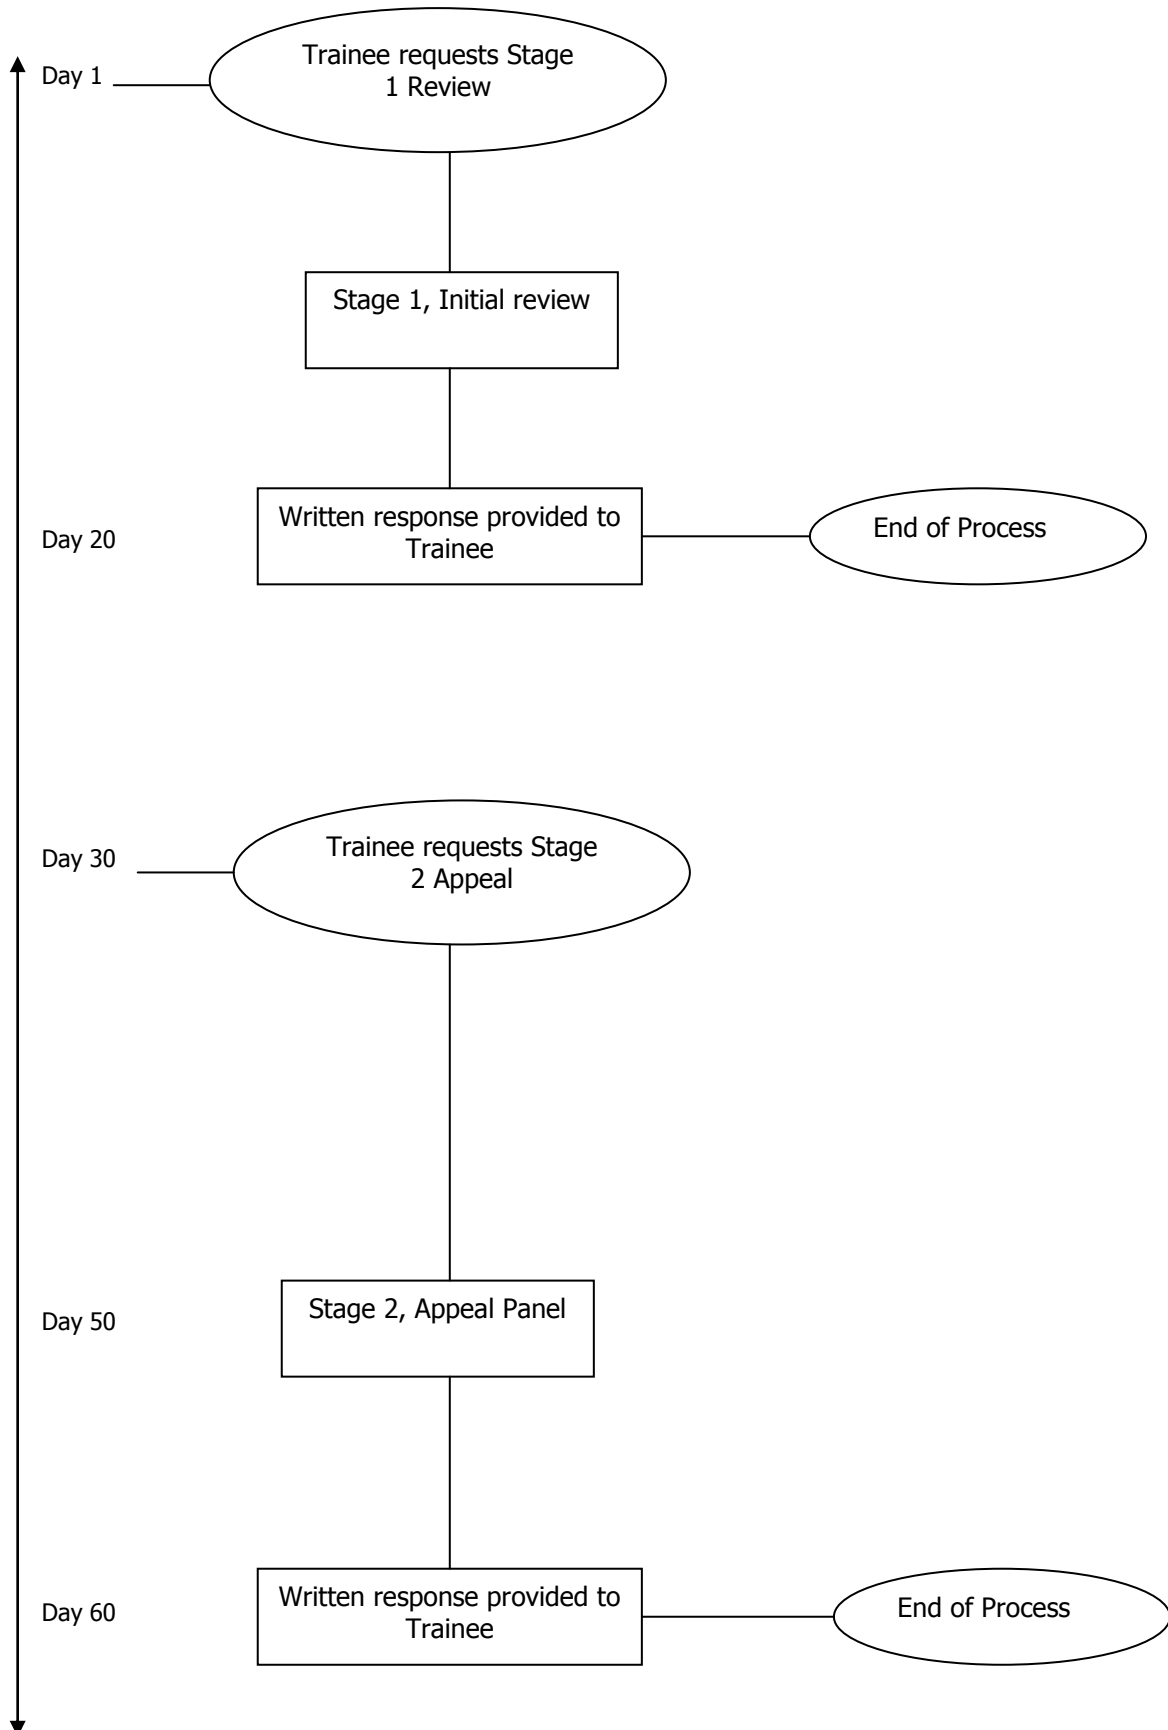 Day 1
Trainee requests Stage
1 Review
Stage 1, Initial review
Day 20
Written response provided to
Trainee
End of Process
Day 30
Trainee requests Stage
2 Appeal
Day 50
Stage 2, Appeal Panel
Day 60
Written response provided to
Trainee
End of Process